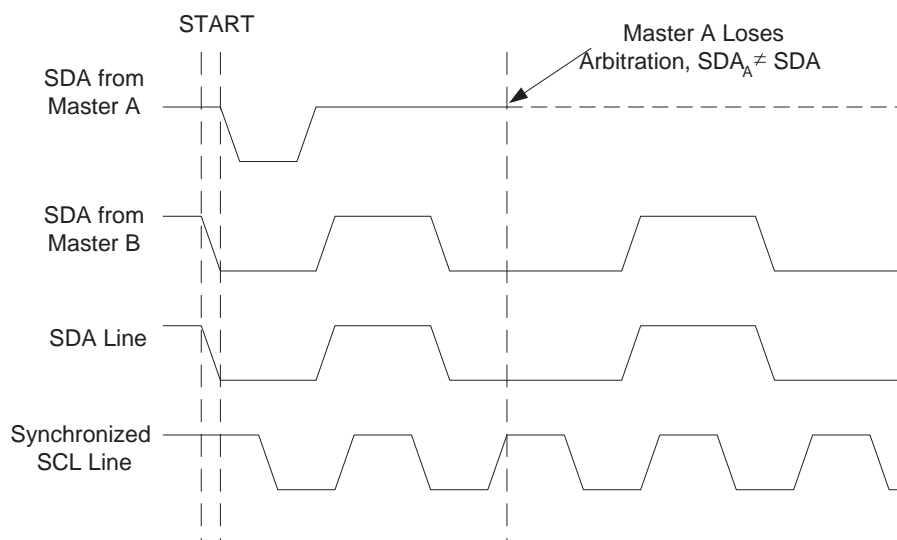 START
Master A Loses
Arbitration, SDA_A ≠ SDA
SDA from
Master A
SDA from
Master B
SDA Line
Synchronized
SCL Line